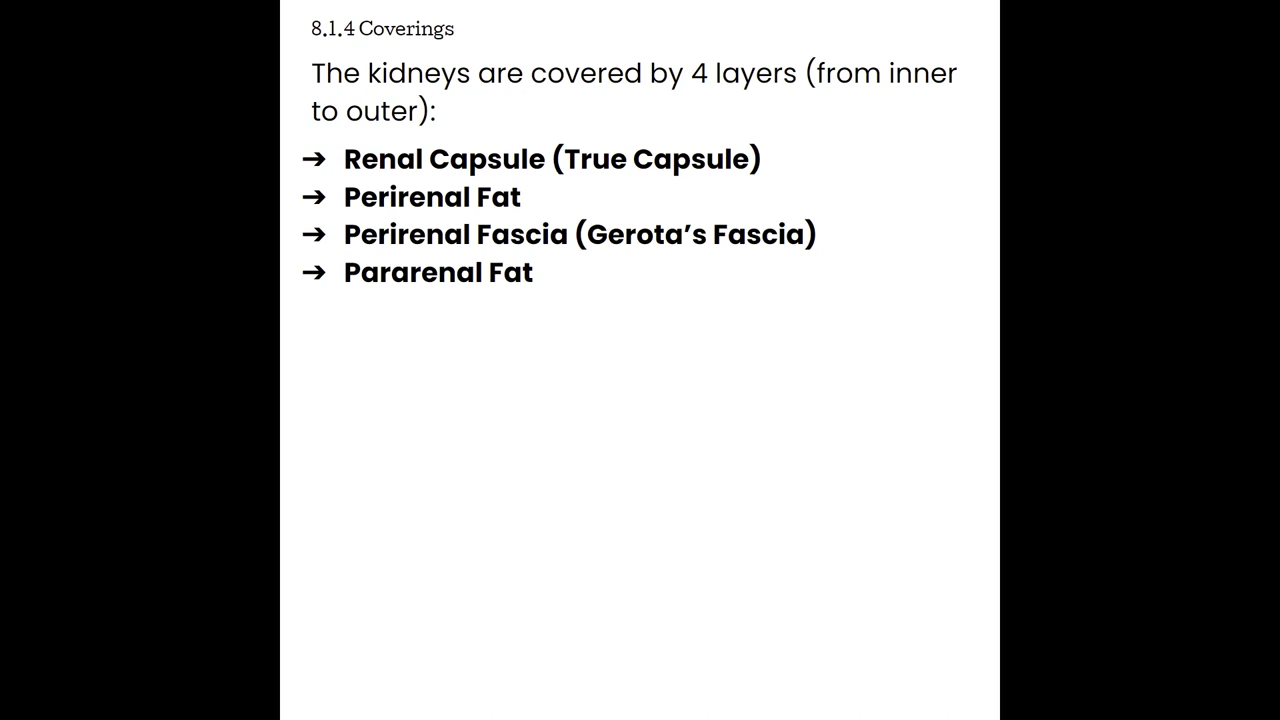 8.1.4 Coverings
The kidneys are covered by 4 layers (from inner
to outer):
➔ Renal Capsule (True Capsule)
➔ Perirenal Fat
➔ Perirenal Fascia (Gerota’s Fascia)
➔ Pararenal Fat